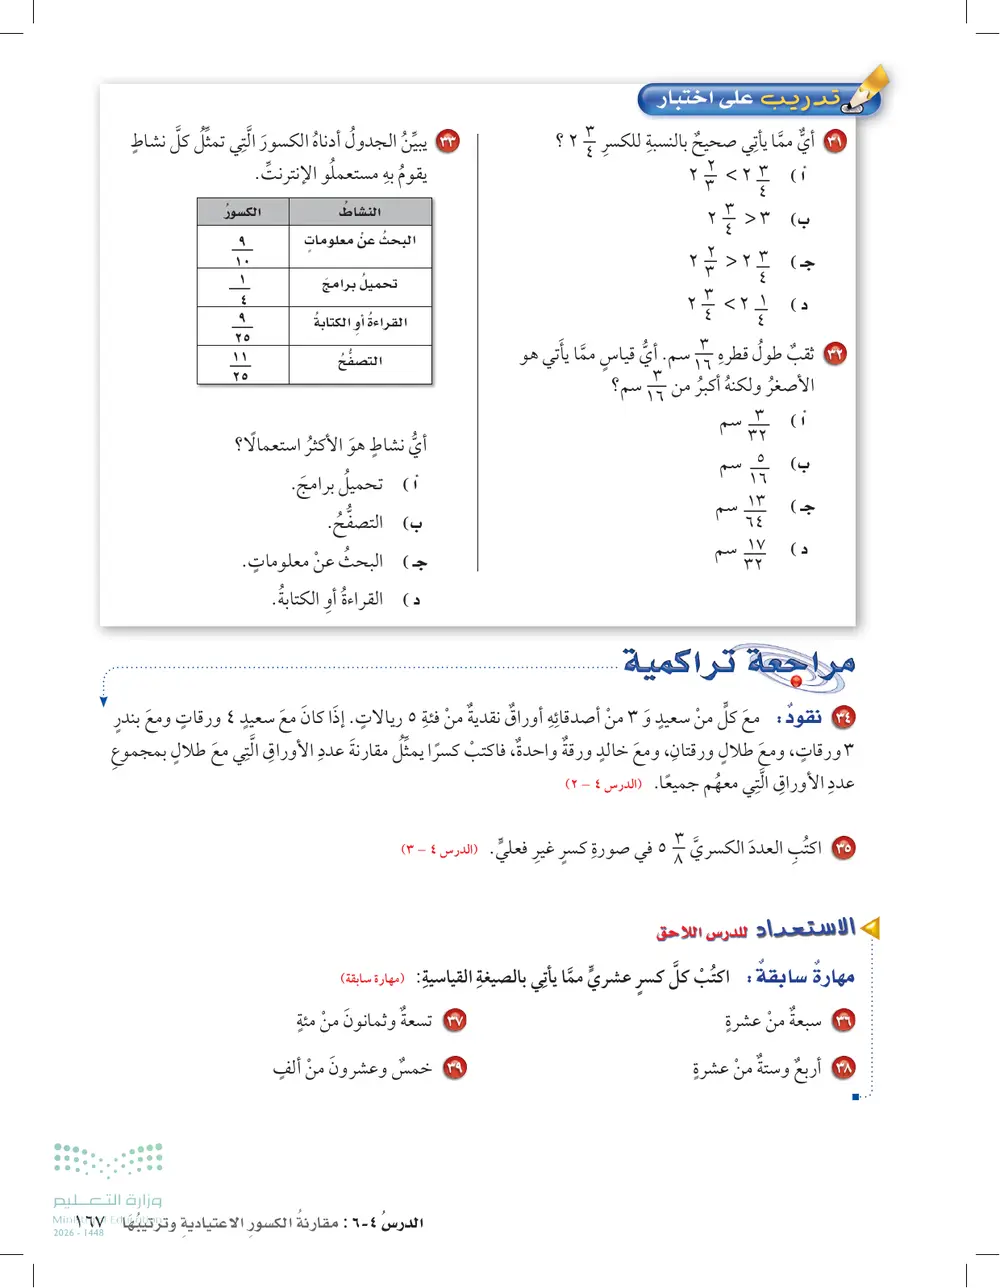 تدريب على اختبار
٣١ أيٌّ ممَّا يأتِي صحيحٌ بالنسبةِ للكسرِ ٣/٤ ٢ ؟
أ ) ٣/٤ ٢ < ٢/٣ ٢
ب) ٣ > ٣/٤ ٢
جـ ) ٣/٤ ٢ > ٢/٣ ٢
د ) ١/٤ ٢ < ٣/٤ ٢
٣٢ ثقبٌ طولُ قطرهِ ٣/١٦ سم. أيُّ قياسٍ ممَّا يأَتي هو
الأصغرُ ولكنهُ أكبرُ من ٣/١٦ سم؟
أ ) ٣/٣٢ سم
ب) ٥/١٦ سم
جـ ) ١٣/٦٤ سم
د ) ١٧/٣٢ سم
٣٣ يبيِّنُ الجدولُ أدناهُ الكسورَ الَّتِي تمثِّلُ كلَّ نشاطٍ
يقومُ بهِ مستعملُو الإنترنتِّ.
النشاطُ الكسورُ
البحثُ عنْ معلوماتٍ ٩/١٠
تحميلُ برامجَ ١/٤
القراءةُ أوِ الكتابةُ ٩/٢٥
التصفُّحُ ١١/٢٥
أيُّ نشاطٍ هوَ الأكثرُ استعمالًا؟
أ ) تحميلُ برامجَ.
ب) التصفُّحُ.
جـ ) البحثُ عنْ معلوماتٍ.
د ) القراءةُ أوِ الكتابةُ.
مراجعة تراكمية
٣٤ نقودٌ : معَ كلٍّ منْ سعيدٍ وَ ٣ منْ أصدقائِهِ أوراقٌ نقديةٌ منْ فئةِ ٥ ريالاتٍ. إذَا كانَ معَ سعيدٍ ٤ ورقاتٍ ومعَ بندرٍ
٣ ورقاتٍ، ومعَ طلالٍ ورقتانِ، ومعَ خالدٍ ورقةٌ واحدةٌ، فاكتبْ كسرًا يمثِّلُ مقارنةَ عددِ الأوراقِ الَّتِي معَ طلالٍ بمجموعِ
عددِ الأوراقِ الَّتِي معهُم جميعًا. (الدرس ٤ – ٢)
٣٥ اكتُبِ العددَ الكسريَّ ٣/٨ ٥ في صورةِ كسرٍ غيرِ فعليٍّ. (الدرس ٤ – ٣)
الاستعداد للدرس اللاحق
مهارةٌ سابقةٌ : اكتُبْ كلَّ كسرٍ عشريٍّ ممَّا يأتِي بالصيغةِ القياسيةِ: (مهارة سابقة)
٣٦ سبعةٌ منْ عشرةٍ
٣٧ تسعةٌ وثمانونَ منْ مئةٍ
٣٨ أربعٌ وستةٌ منْ عشرةٍ
٣٩ خمسٌ وعشرونَ منْ ألفٍ
وزارة التعـليم
2026 - 1448
الدرسُ ٤-٦ : مقارنةُ الكسورِ الاعتياديةِ وترتيبُها ١٦٧